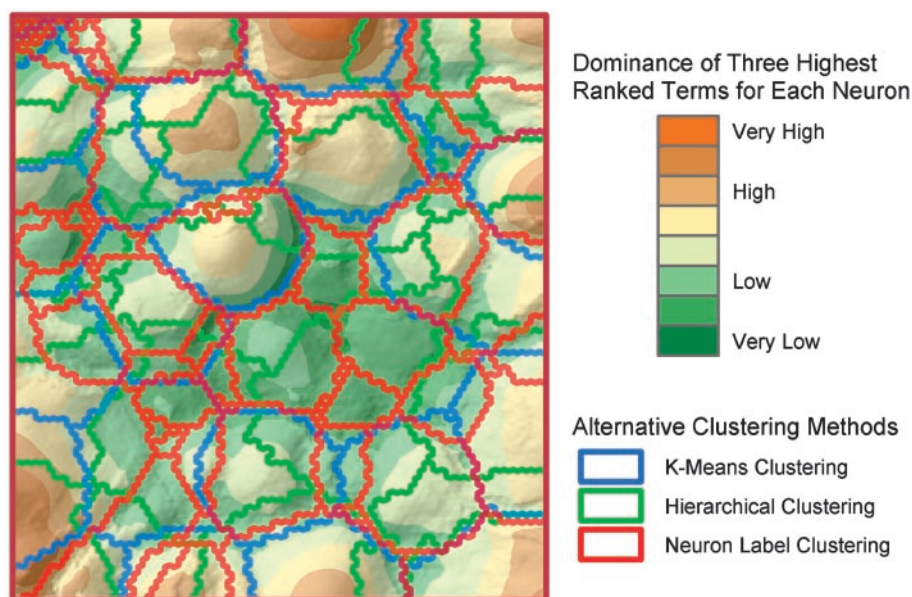 Dominance of Three Highest
Ranked Terms for Each Neuron
Very High
High
Low
Very Low
Alternative Clustering Methods
K-Means Clustering
Hierarchical Clustering
Neuron Label Clustering